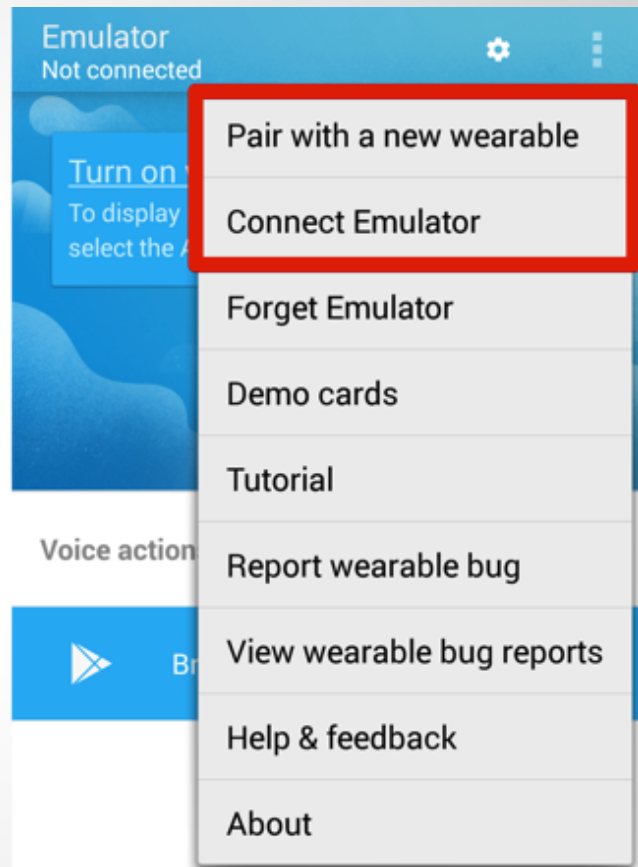 Emulator
Not connected
Pair with a new wearable
Turn on
To display
Connect Emulator
select the
Forget Emulator
Demo cards
Tutorial
Voice action
Report wearable bug
View wearable bug reports
Help & feedback
About